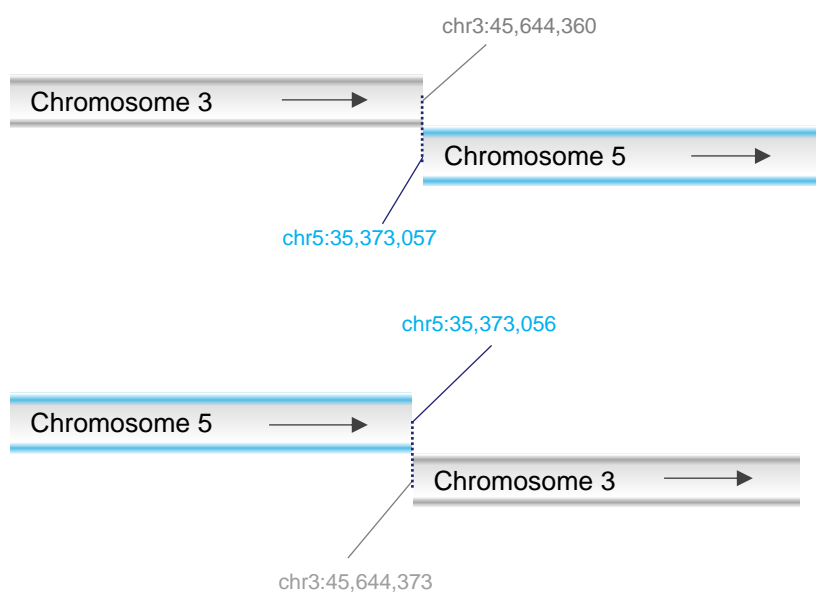 chr3:45,644,360
Chromosome 3
Chromosome 5
chr5:35,373,057
chr5:35,373,056
Chromosome 5
Chromosome 3
chr3:45,644,373